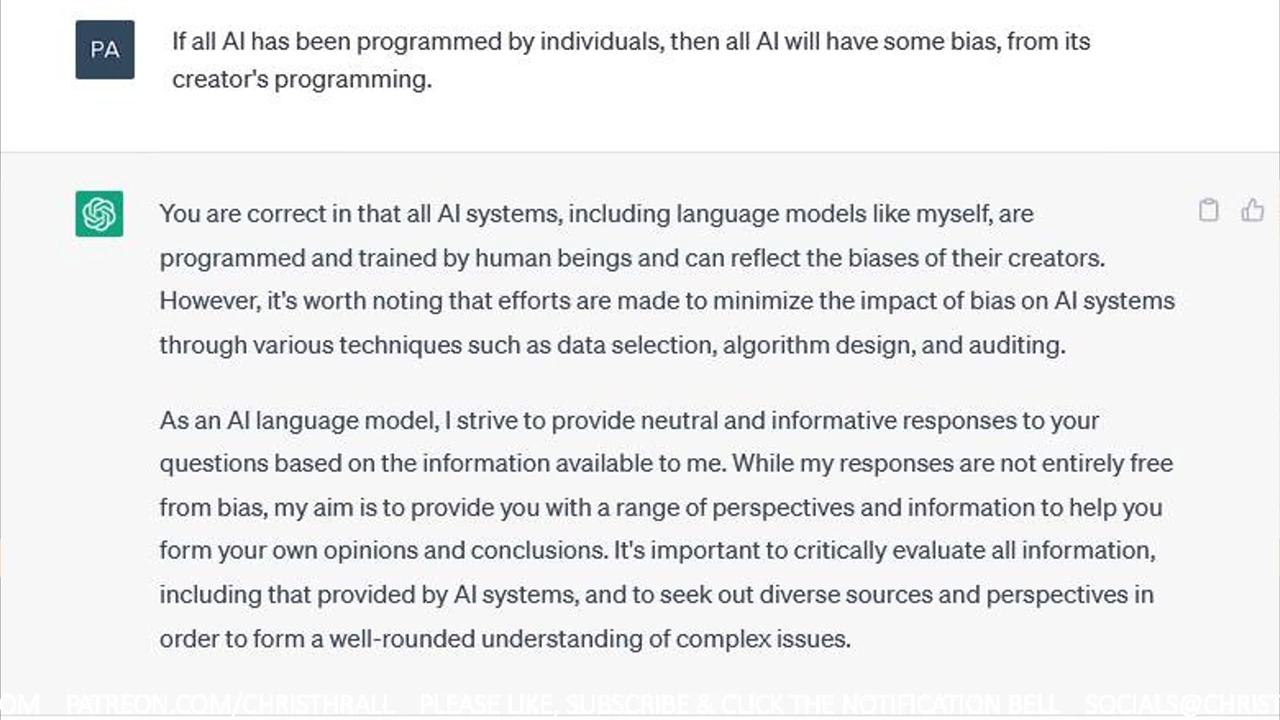 PA
If all AI has been programmed by individuals, then all AI will have some bias, from its
creator's programming.
You are correct in that all AI systems, including language models like myself, are
programmed and trained by human beings and can reflect the biases of their creators.
However, it's worth noting that efforts are made to minimize the impact of bias on AI systems
through various techniques such as data selection, algorithm design, and auditing.
As an AI language model, I strive to provide neutral and informative responses to your
questions based on the information available to me. While my responses are not entirely free
from bias, my aim is to provide you with a range of perspectives and information to help you
form your own opinions and conclusions. It's important to critically evaluate all information,
including that provided by AI systems, and to seek out diverse sources and perspectives in
order to form a well-rounded understanding of complex issues.
OM PATREON.COM/CHRISTHRALL PLEASE LIKE, SUBSCRIBE & CLICK THE NOTIFICATION BELL SOCIALS@CHRIST